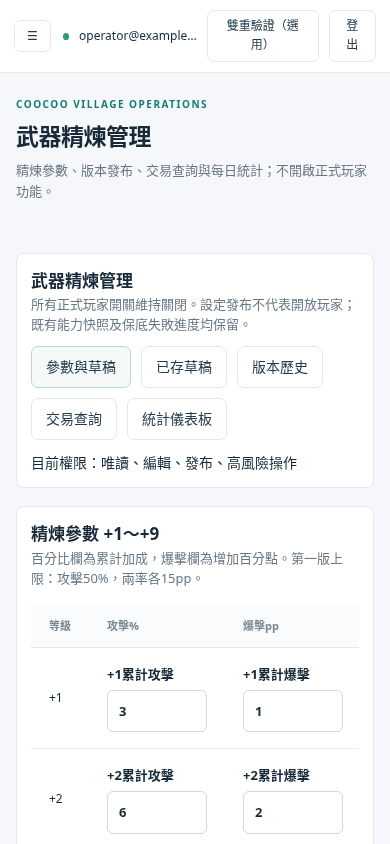 ☰
operator@example…
雙重驗證（選
用）
登
出
COOCOO VILLAGE OPERATIONS
武器精煉管理
精煉參數、版本發布、交易查詢與每日統計；不開啟正式玩家
功能。
武器精煉管理
所有正式玩家開關維持關閉。設定發布不代表開放玩家；
既有能力快照及保底失敗進度均保留。
參數與草稿
已存草稿
版本歷史
交易查詢
統計儀表板
目前權限：唯讀、編輯、發布、高風險操作
精煉參數 +1～+9
百分比欄為累計加成，爆擊欄為增加百分點。第一版上
限：攻擊50%，兩率各15pp。
等級 攻擊% 爆擊pp
+1累計攻擊 +1累計爆擊
+1 3 1
+2累計攻擊 +2累計爆擊
+2 6 2